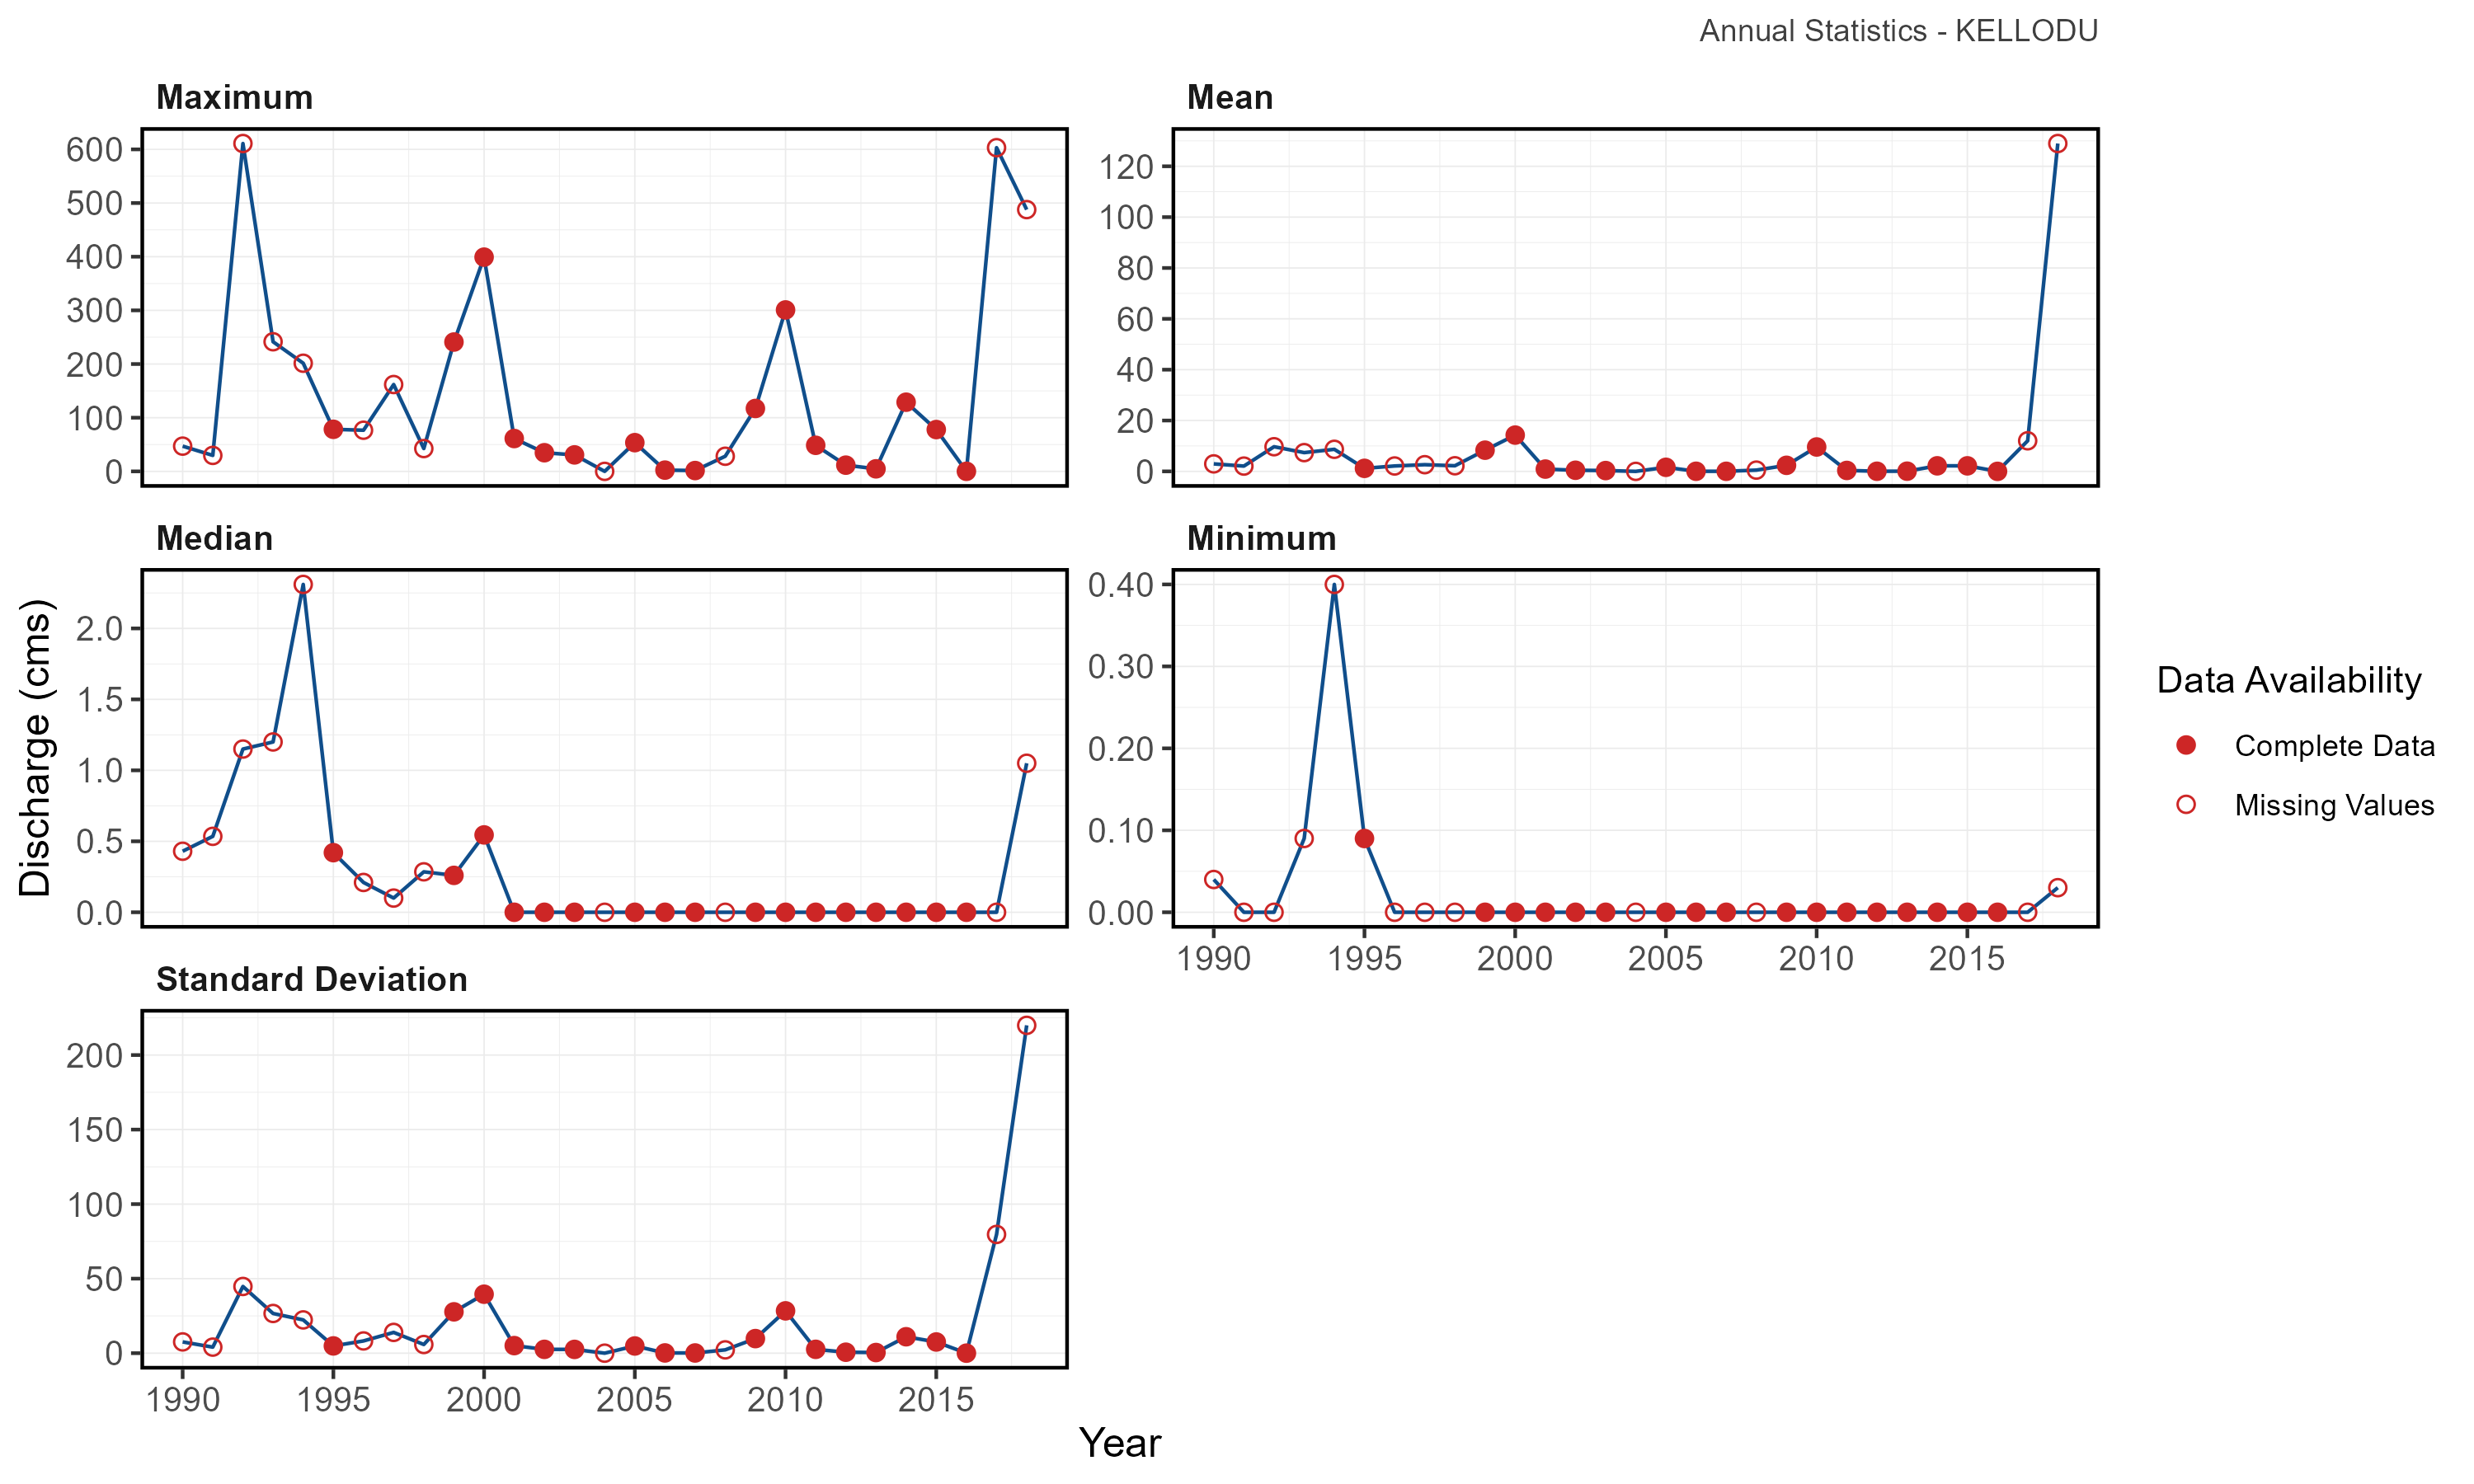 Annual Statistics - KELLODU
Maximum
600
500
400
300
200
100
0
Mean
120
100
80
60
40
20
0
Discharge (cms)
Median
2.0
1.5
1.0
0.5
0.0
Minimum
0.40
0.30
0.20
0.10
0.00
1990 1995 2000 2005 2010 2015
Data Availability
Complete Data
Missing Values
Standard Deviation
200
150
100
50
0
1990 1995 2000 2005 2010 2015
Year